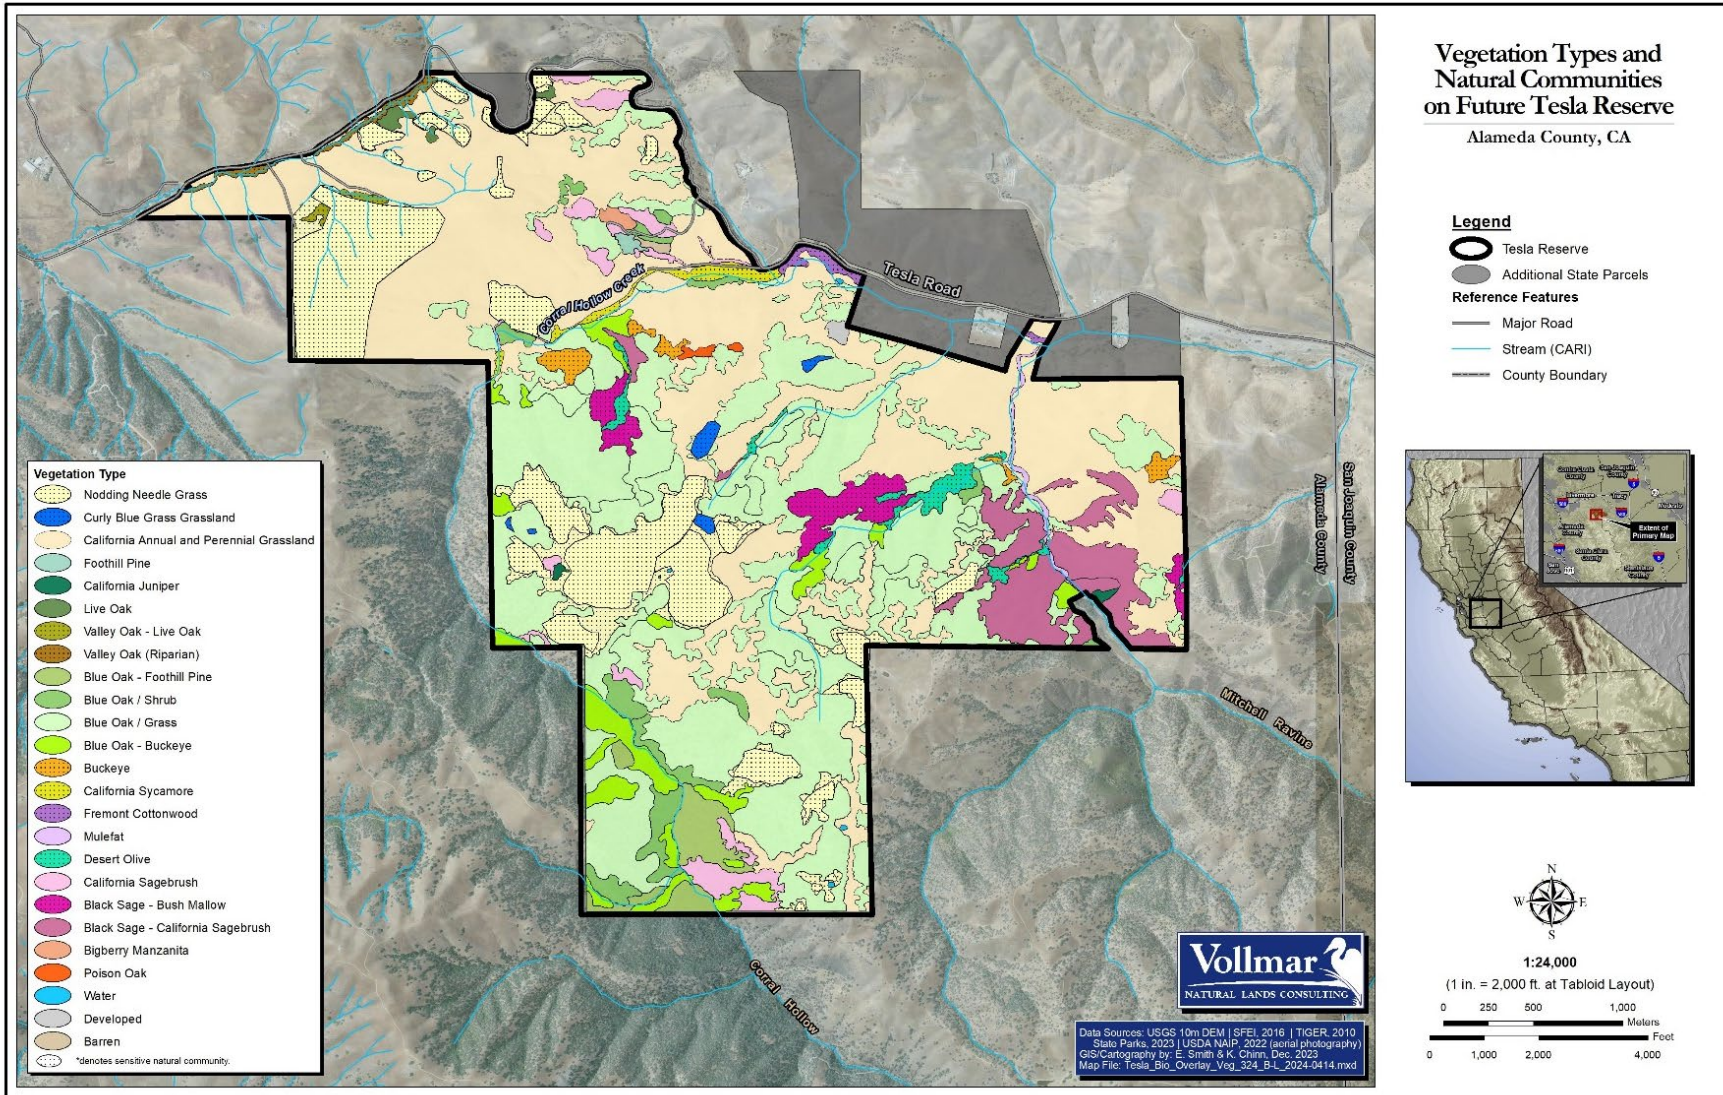 Vegetation Types and
Natural Communities
on Future Tesla Reserve
Alameda County, CA
Legend
Tesla Reserve
Additional State Parcels
Reference Features
Major Road
Stream (CARI)
County Boundary
Tesla Road
Corral Hollow Creek
San Joaquin County
Alameda County
Mitchell Ravine
Corral Hollow
Vegetation Type
Nodding Needle Grass
Curly Blue Grass Grassland
California Annual and Perennial Grassland
Foothill Pine
California Juniper
Live Oak
Valley Oak - Live Oak
Valley Oak (Riparian)
Blue Oak - Foothill Pine
Blue Oak / Shrub
Blue Oak / Grass
Blue Oak - Buckeye
Buckeye
California Sycamore
Fremont Cottonwood
Mulefat
Desert Olive
California Sagebrush
Black Sage - Bush Mallow
Black Sage - California Sagebrush
Bigberry Manzanita
Poison Oak
Water
Developed
Barren
*denotes sensitive natural community.
Extent of
Primary Map
N
W E
S
1:24,000
(1 in. = 2,000 ft. at Tabloid Layout)
0 250 500 1,000
Meters
Feet
0 1,000 2,000 4,000
Vollmar
NATURAL LANDS CONSULTING
Data Sources: USGS 10m DEM | SFEI, 2016 | TIGER, 2010
State Parks, 2023 | USDA NAIP, 2022 (aerial photography)
GIS/Cartography by: E. Smith & K. Chinn, Dec. 2023
Map File: Tesla_Bio_Overlay_Veg_324_B-L_2024-0414.mxd